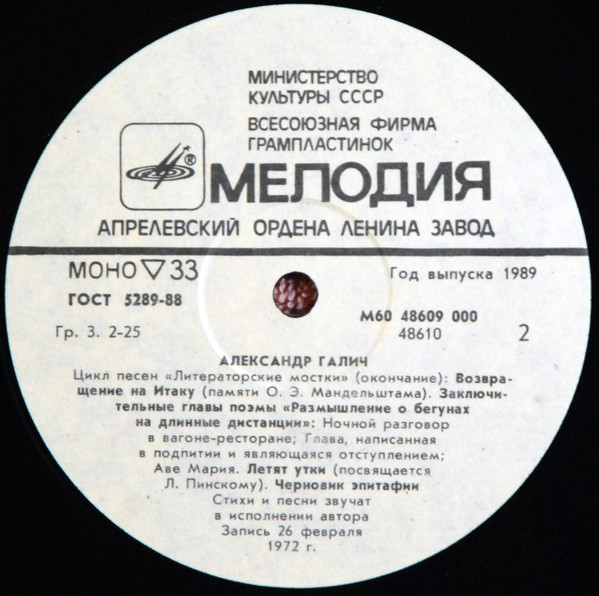 МИНИСТЕРСТВО
КУЛЬТУРЫ СССР
ВСЕСОЮЗНАЯ ФИРМА
ГРАМПЛАСТИНОК
®
МЕЛОДИЯ
АПРЕЛЕВСКИЙ ОРДЕНА ЛЕНИНА ЗАВОД
МОНО ▽ 33
Год выпуска 1989
ГОСТ 5289-88
М60 48609 000
Гр. 3. 2-25
48610
2
АЛЕКСАНДР ГАЛИЧ
Цикл песен «Литераторские мостки» (окончание): Возвра-
щение на Итаку (памяти О. Э. Мандельштама). Заключи-
тельные главы поэмы «Размышление о бегунах
на длинные дистанции»: Ночной разговор
в вагоне-ресторане; Глава, написанная
в подпитии и являющаяся отступлением;
Аве Мария. Летят утки (посвящается
Л. Пинскому). Черновик эпитафии
Стихи и песни звучат
в исполнении автора
Запись 26 февраля
1972 г.